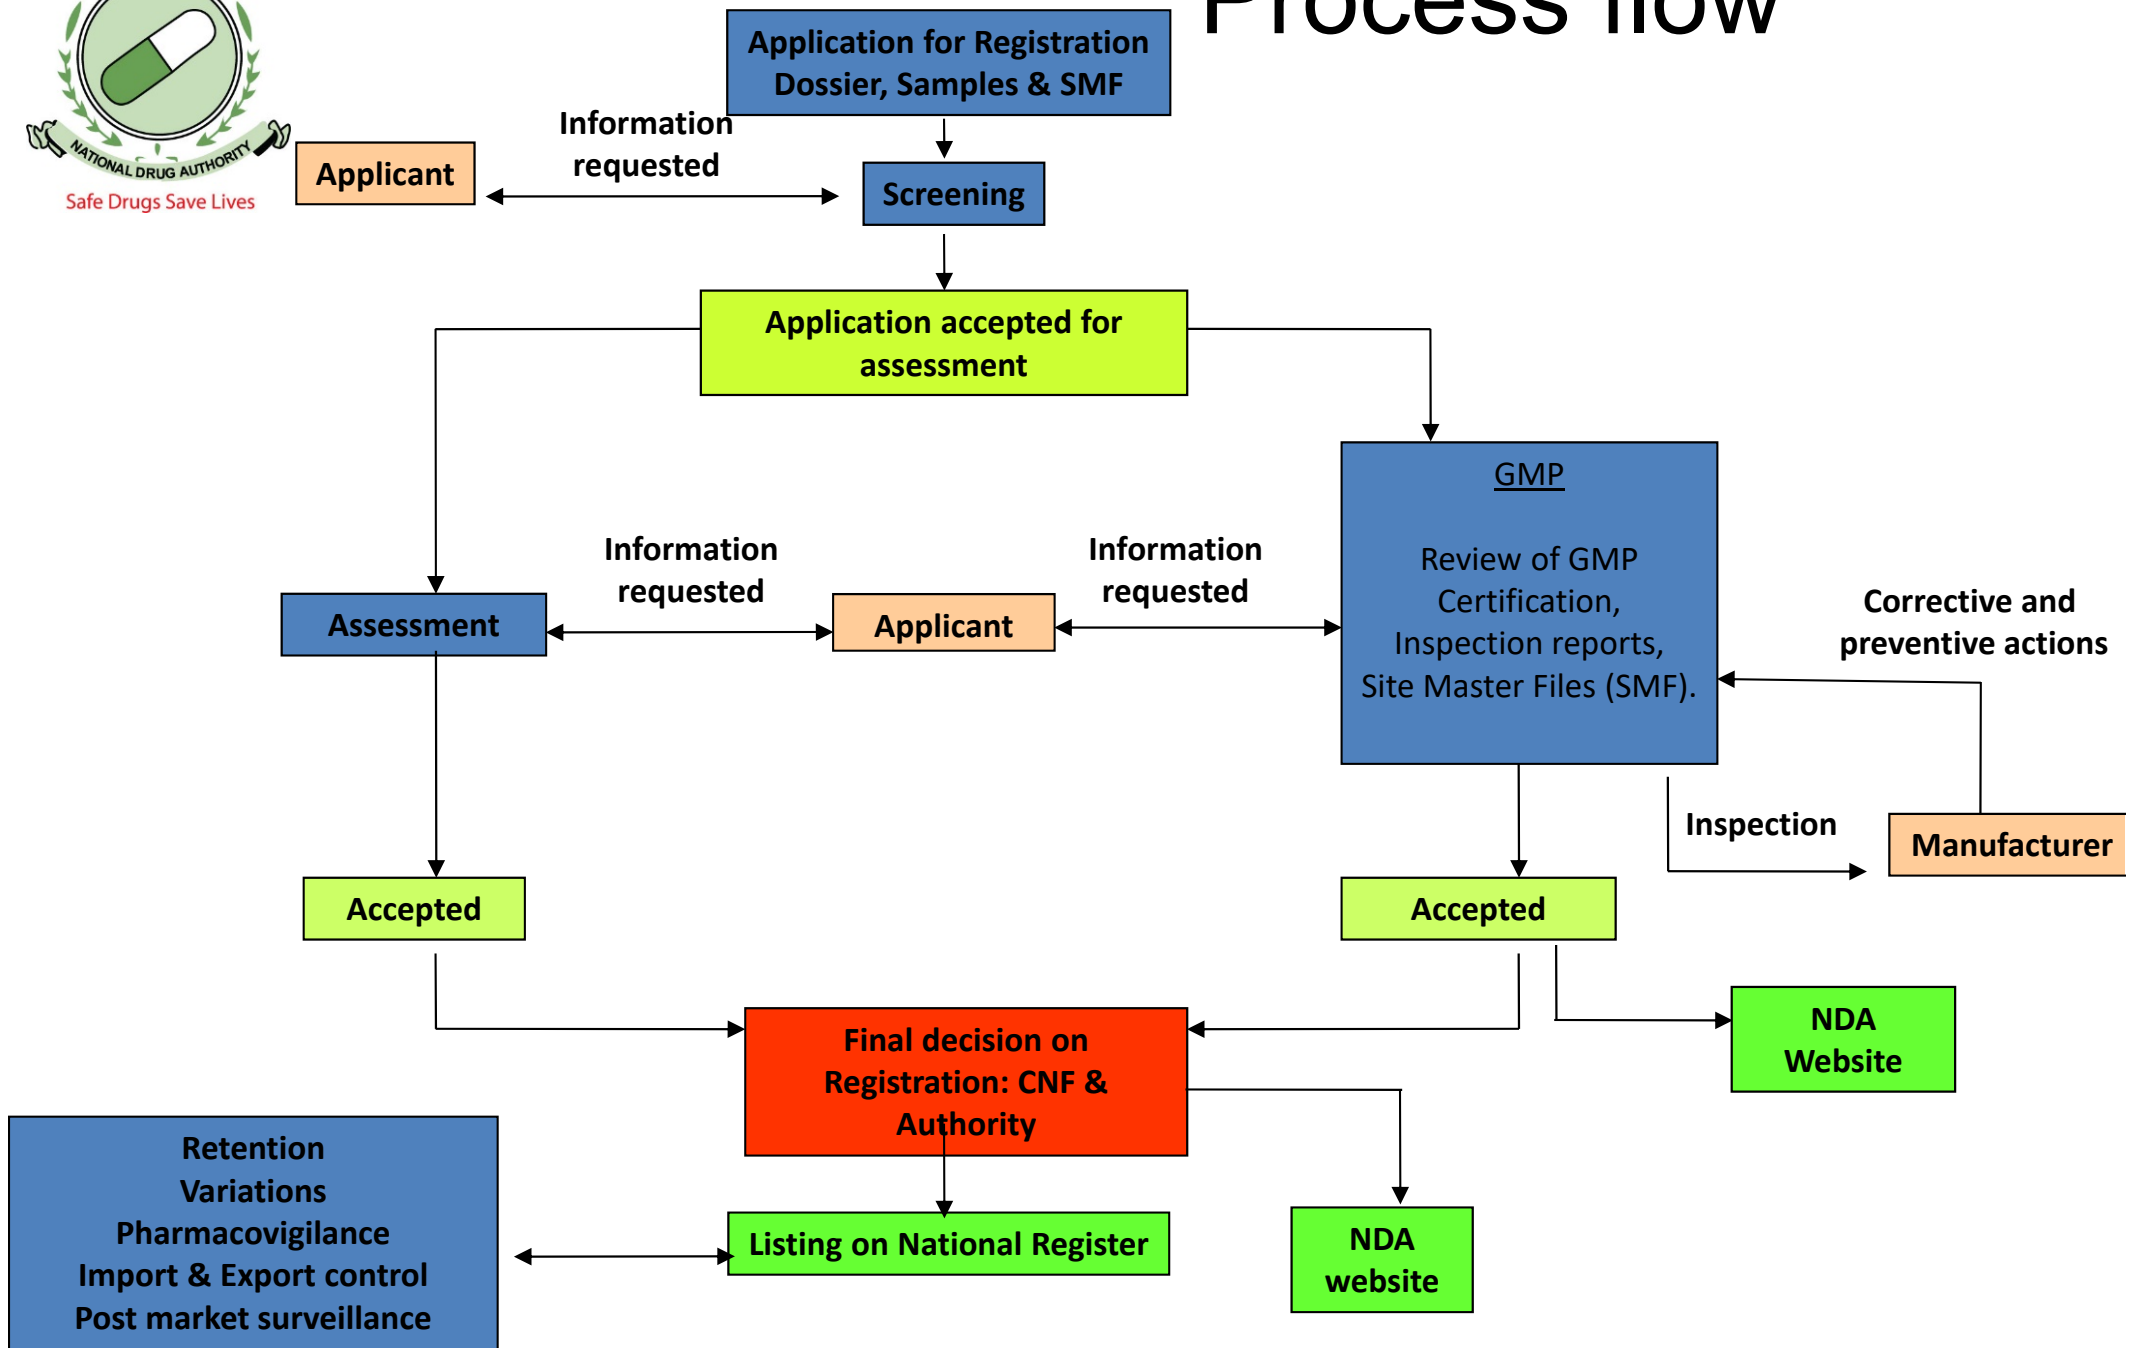 Process flow
NATIONAL DRUG AUTHORITY
Safe Drugs Save Lives
Application for Registration
Dossier, Samples & SMF
Information
requested
Applicant
Screening
Application accepted for
assessment
GMP
Review of GMP
Certification,
Inspection reports,
Site Master Files (SMF).
Information
requested
Information
requested
Assessment
Applicant
Corrective and
preventive actions
Inspection
Manufacturer
Accepted
Accepted
NDA
Website
Final decision on
Registration: CNF &
Authority
Retention
Variations
Pharmacovigilance
Import & Export control
Post market surveillance
Listing on National Register
NDA
website